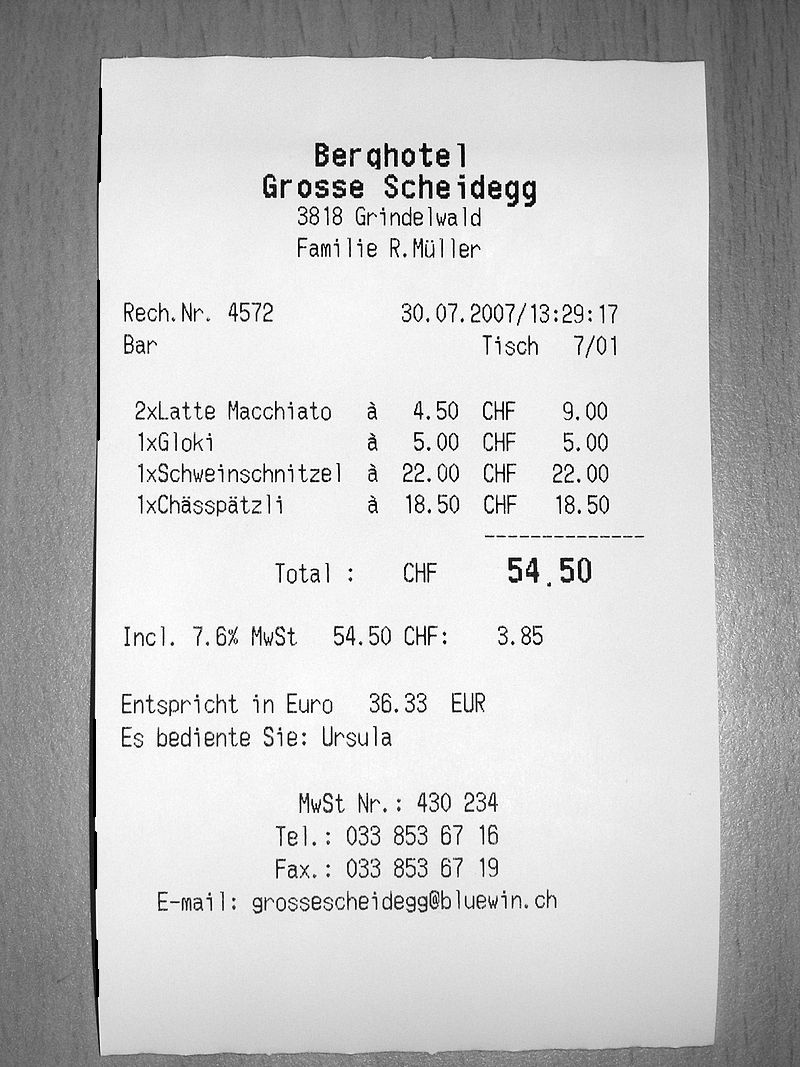 Berghotel
Grosse Scheidegg
3818 Grindelwald
Familie R.Müller
Rech.Nr. 4572 30.07.2007/13:29:17
Bar Tisch 7/01
2xLatte Macchiato à 4.50 CHF 9.00
1xGloki à 5.00 CHF 5.00
1xSchweinschnitzel à 22.00 CHF 22.00
1xChässpätzli à 18.50 CHF 18.50
--------------
Total : CHF 54.50
Incl. 7.6% MwSt 54.50 CHF: 3.85
Entspricht in Euro 36.33 EUR
Es bediente Sie: Ursula
MwSt Nr.: 430 234
Tel.: 033 853 67 16
Fax.: 033 853 67 19
E-mail: grossescheidegg@bluewin.ch